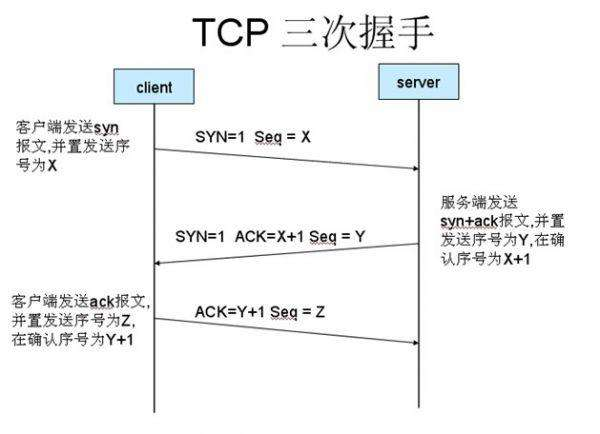 TCP 三次握手
client
server
客户端发送syn
报文,并置发送序
号为X
SYN=1 Seq = X
服务端发送
syn+ack报文,并置
发送序号为Y,在确
认序号为X+1
SYN=1 ACK=X+1 Seq = Y
客户端发送ack报文,
并置发送序号为Z,
在确认序号为Y+1
ACK=Y+1 Seq = Z